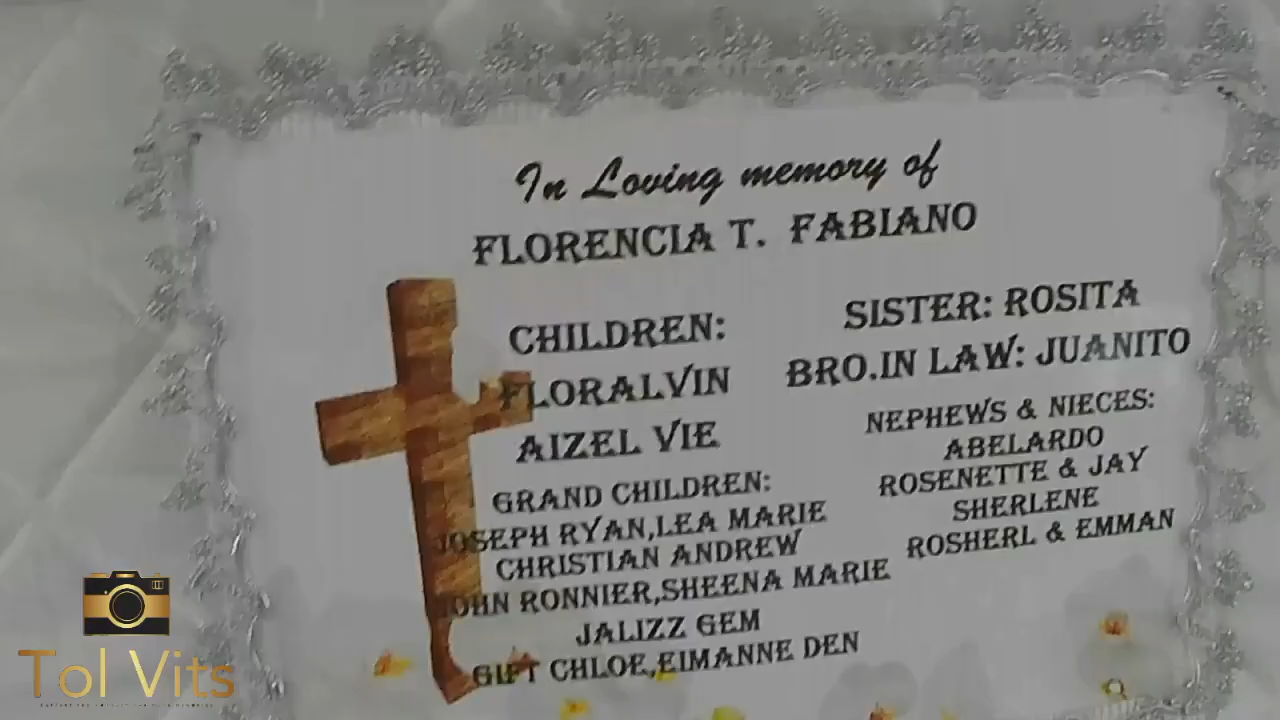 In Loving memory of
FLORENCIA T. FABIANO
CHILDREN:
FLORALVIN
AIZEL VIE
GRAND CHILDREN:
JOSEPH RYAN,LEA MARIE
CHRISTIAN ANDREW
JOHN RONNIER,SHEENA MARIE
JALIZZ GEM
GIFT CHLOE,EIMANNE DEN
SISTER: ROSITA
BRO.IN LAW: JUANITO
NEPHEWS & NIECES:
ABELARDO
ROSENETTE & JAY
SHERLENE
ROSHERL & EMMAN
Tol Vits